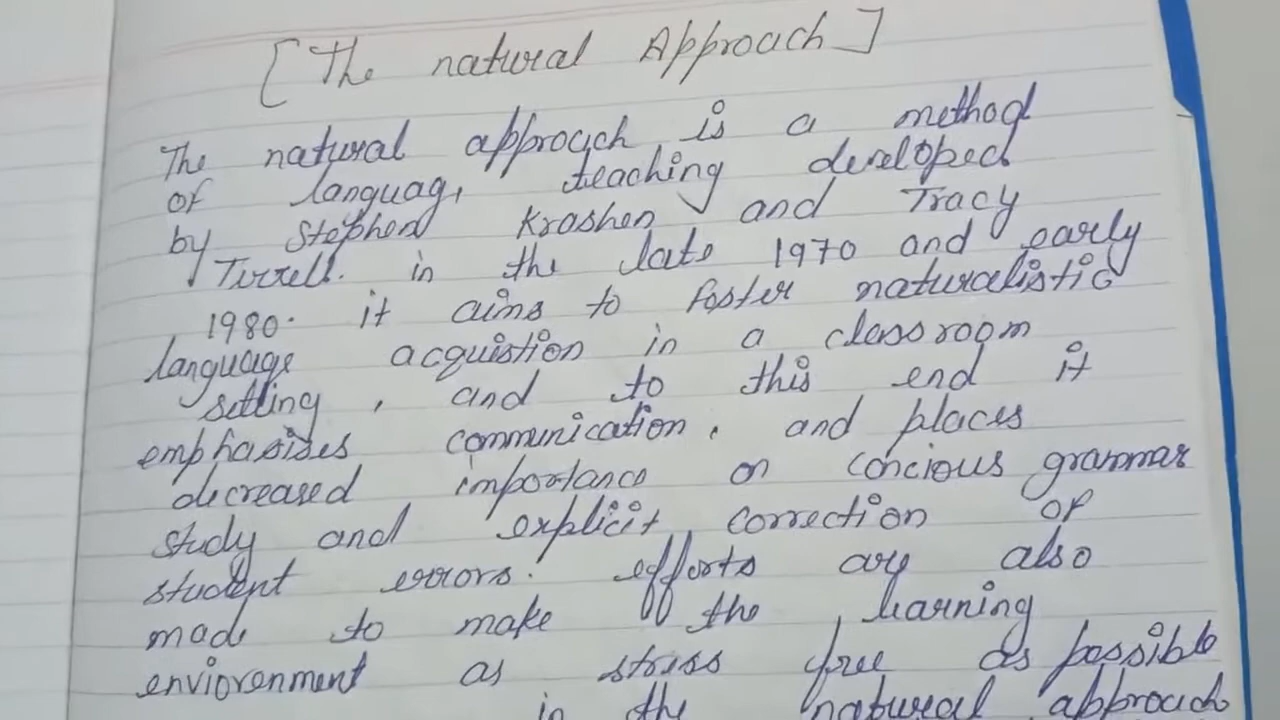 [The natural Approach]
The natural approach is a method
of language, teaching developed
by Stephen Krashen and Tracy
Terrell. in the late 1970 and early
1980. it aims to foster naturalistic
language acquistion in a classroom
setting, and to this end it
emphasises communication, and places
decreased importance on concious grammar
study and explicit correction of
student errors. efforts are also
made to make the learning
enviorenment as stress free as possible
in the natural approach